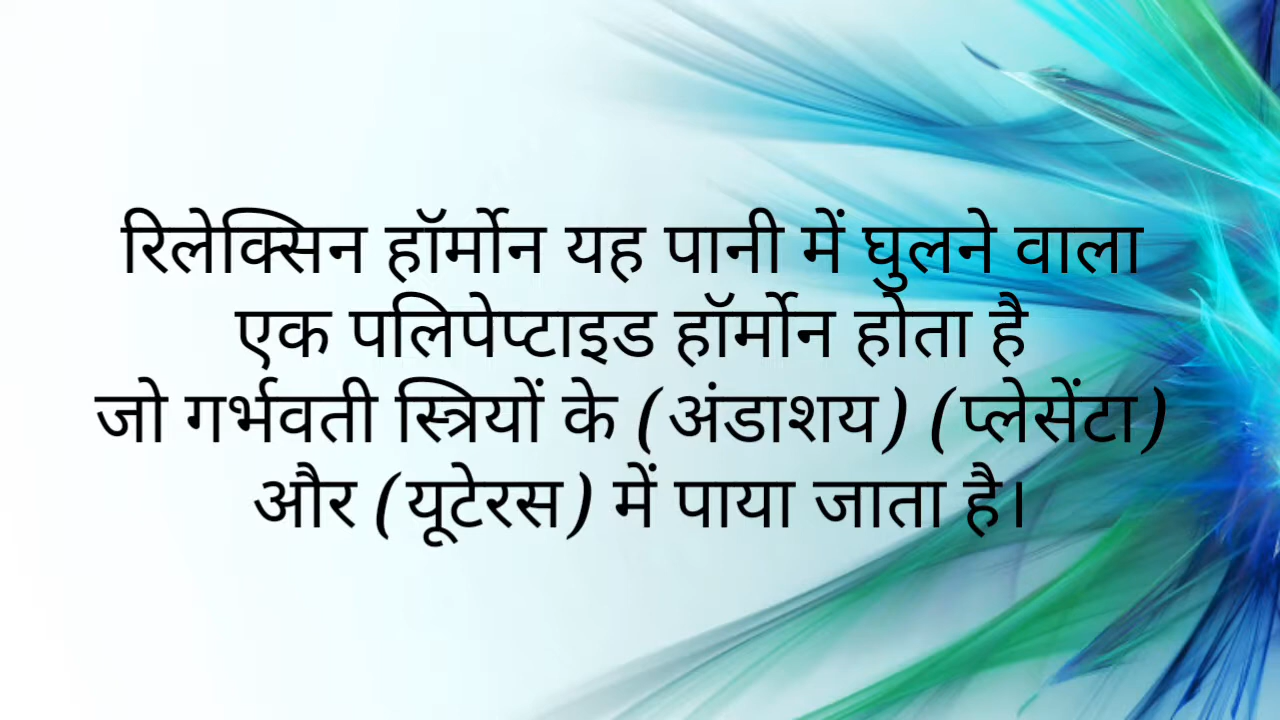 रिलेक्सिन हॉर्मोन यह पानी में घुलने वाला
एक पलिपेप्टाइड हॉर्मोन होता है
जो गर्भवती स्त्रियों के (अंडाशय) (प्लेसेंटा)
और (यूटेरस) में पाया जाता है।